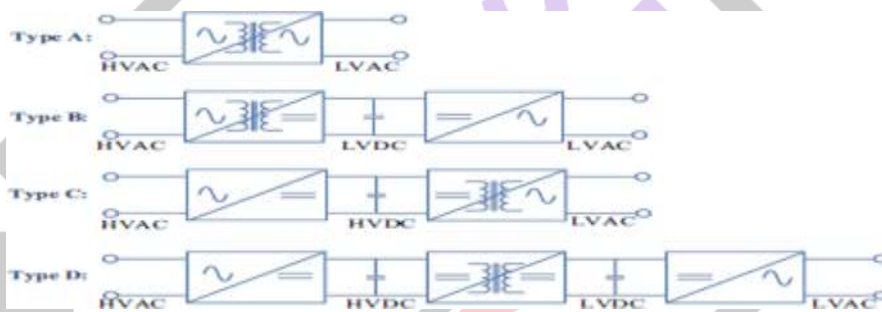 Type A:
HVAC LVAC
Type B:
HVAC LVDC LVAC
Type C:
HVAC HVDC LVAC
Type D:
HVAC HVDC LVDC LVAC